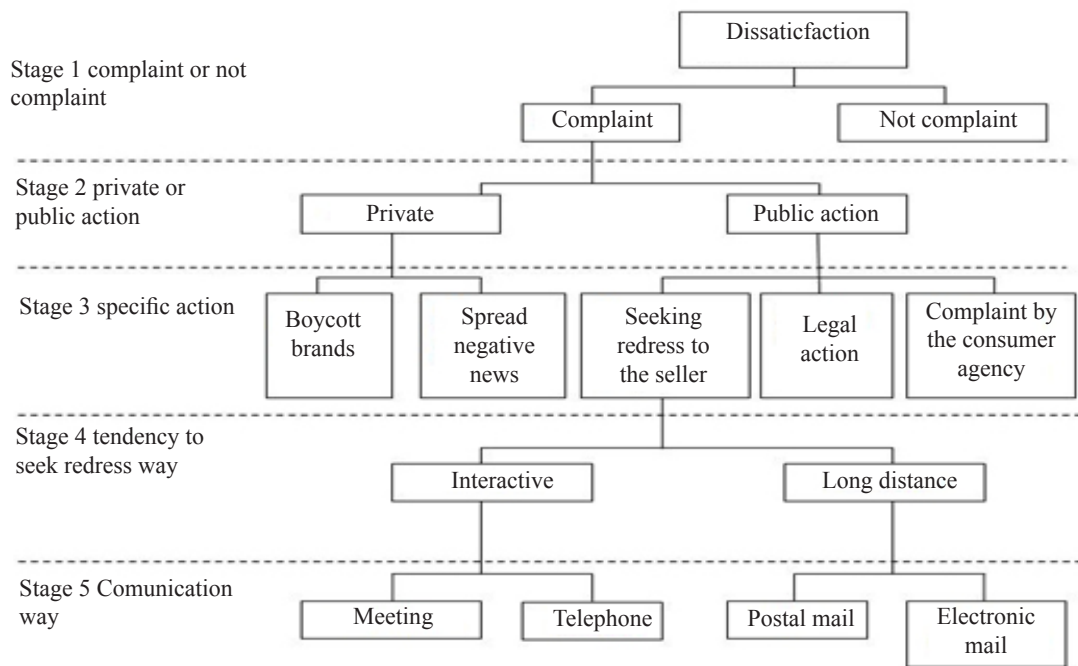 Dissaticfaction
Stage 1 complaint or not
complaint
Complaint
Not complaint
Stage 2 private or
public action
Private
Public action
Stage 3 specific action
Boycott
brands
Spread
negative
news
Seeking
redress to
the seller
Legal
action
Complaint by
the consumer
agency
Stage 4 tendency to
seek redress way
Interactive
Long distance
Stage 5 Comunication
way
Meeting
Telephone
Postal mail
Electronic
mail